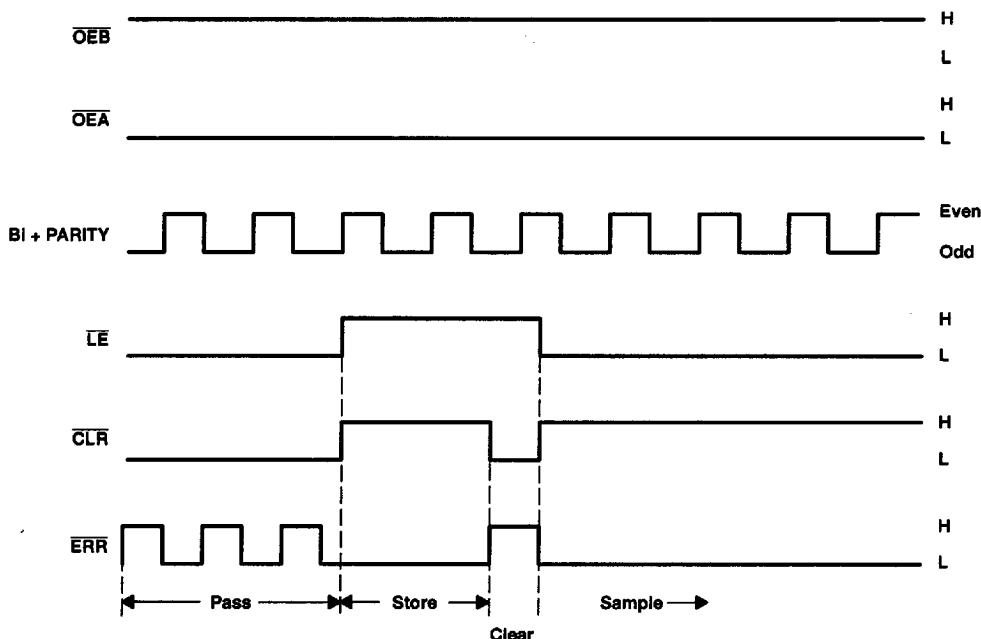 OEB H
L
OEA H
L
Bi + PARITY Even
Odd
LE H
L
CLR H
L
ERR H
L
Pass Store Sample
Clear